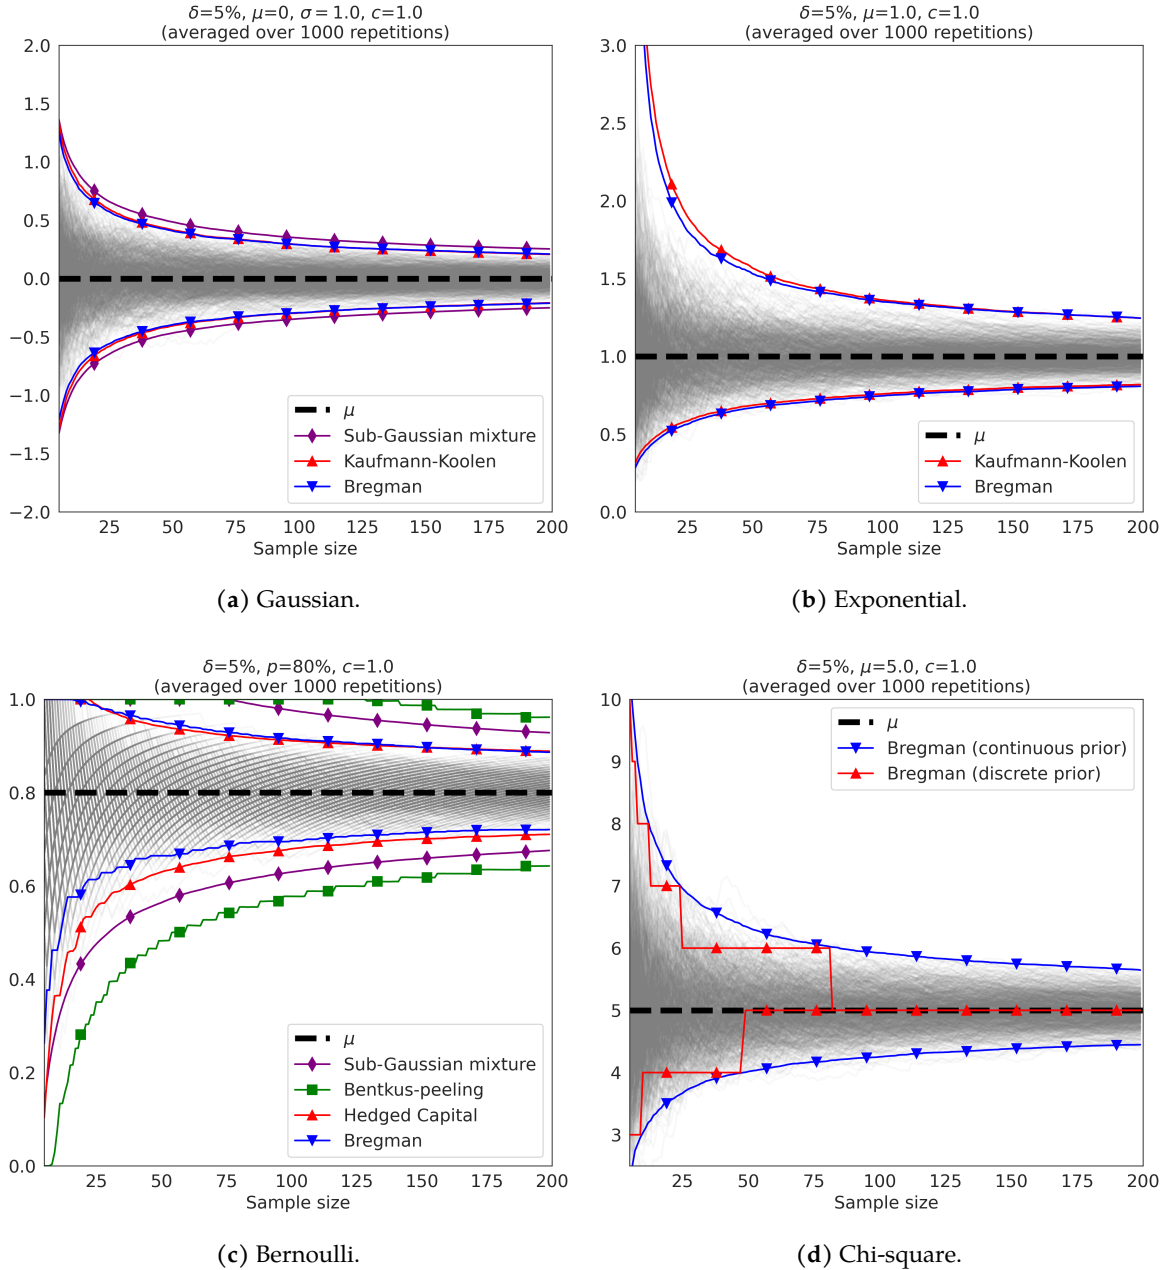 δ=5%, μ=0, σ = 1.0, c=1.0
(averaged over 1000 repetitions)
2.0
1.5
1.0
0.5
0.0
−0.5
−1.0
−1.5
−2.0
μ
Sub-Gaussian mixture
Kaufmann-Koolen
Bregman
25 50 75 100 125 150 175 200
Sample size
(a) Gaussian.
δ=5%, μ=1.0, c=1.0
(averaged over 1000 repetitions)
3.0
2.5
2.0
1.5
1.0
0.5
0.0
μ
Kaufmann-Koolen
Bregman
25 50 75 100 125 150 175 200
Sample size
(b) Exponential.
δ=5%, p=80%, c=1.0
(averaged over 1000 repetitions)
1.0
0.8
0.6
0.4
0.2
0.0
μ
Sub-Gaussian mixture
Bentkus-peeling
Hedged Capital
Bregman
25 50 75 100 125 150 175 200
Sample size
(c) Bernoulli.
δ=5%, μ=5.0, c=1.0
(averaged over 1000 repetitions)
10
9
8
7
6
5
4
3
μ
Bregman (continuous prior)
Bregman (discrete prior)
25 50 75 100 125 150 175 200
Sample size
(d) Chi-square.